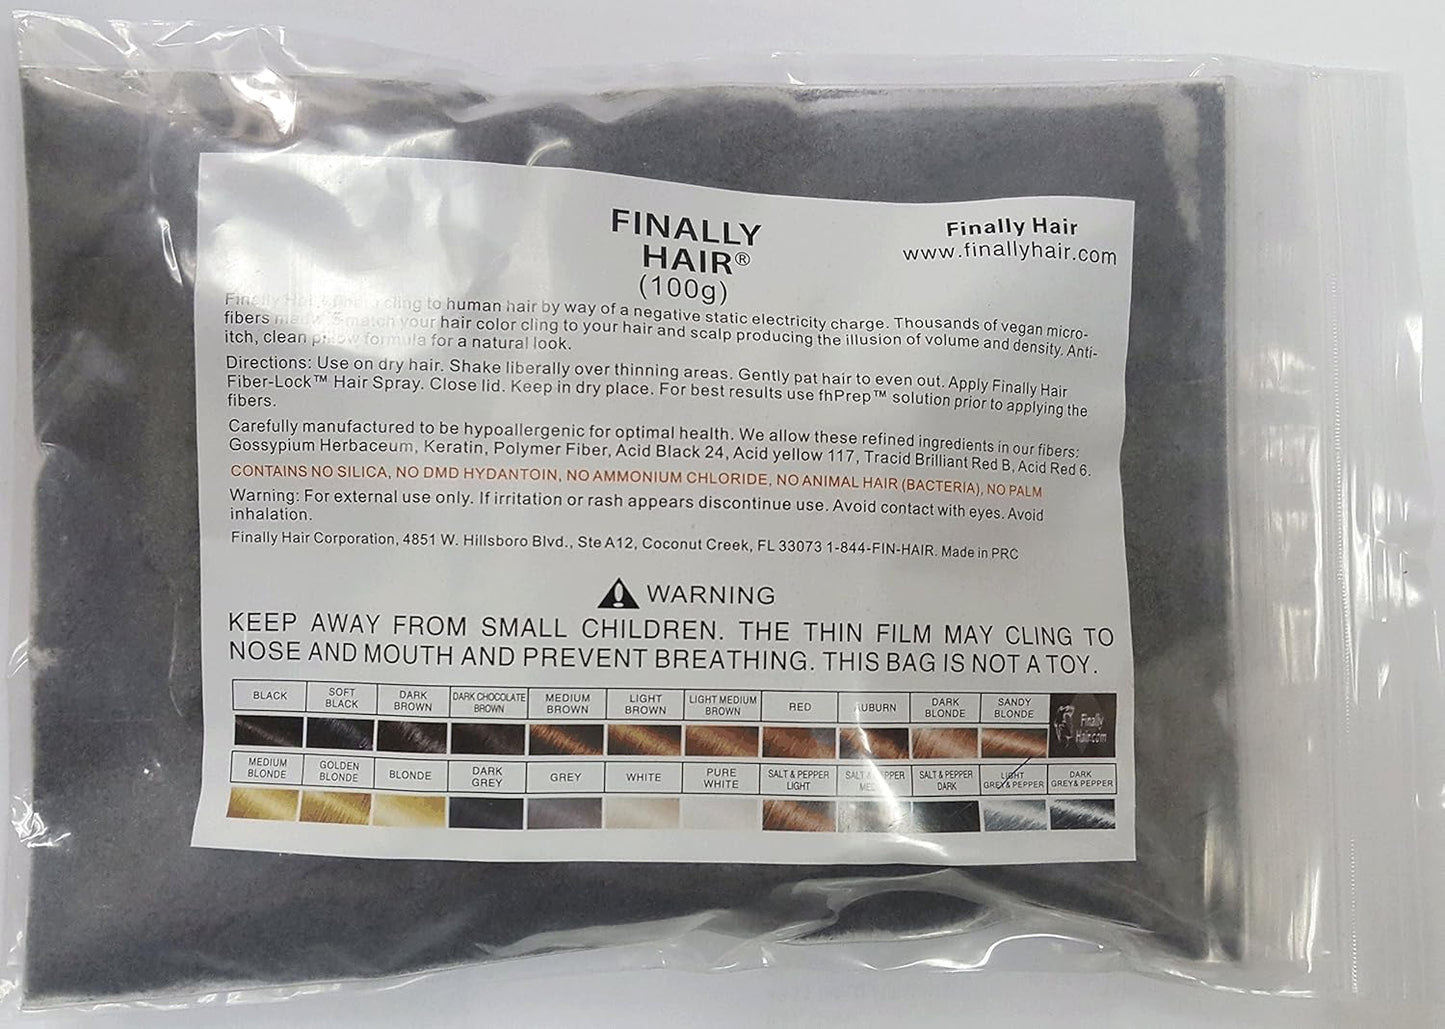 FINALLY
HAIR®
(100g)
Finally Hair
www.finallyhair.com
Finally Hair cling to human hair by way of a negative static electricity charge. Thousands of vegan micro-
fibers match your hair color cling to your hair and scalp producing the illusion of volume and density. Anti-
itch, clean pillow formula for a natural look.
Directions: Use on dry hair. Shake liberally over thinning areas. Gently pat hair to even out. Apply Finally Hair
Fiber-Lock™ Hair Spray. Close lid. Keep in dry place. For best results use fhPrep™ solution prior to applying the
fibers.
Carefully manufactured to be hypoallergenic for optimal health. We allow these refined ingredients in our fibers:
Gossypium Herbaceum, Keratin, Polymer Fiber, Acid Black 24, Acid yellow 117, Tracid Brilliant Red B, Acid Red 6.
CONTAINS NO SILICA, NO DMD HYDANTOIN, NO AMMONIUM CHLORIDE, NO ANIMAL HAIR (BACTERIA), NO PALM
Warning: For external use only. If irritation or rash appears discontinue use. Avoid contact with eyes. Avoid
inhalation.
Finally Hair Corporation, 4851 W. Hillsboro Blvd., Ste A12, Coconut Creek, FL 33073 1-844-FIN-HAIR. Made in PRC
WARNING
KEEP AWAY FROM SMALL CHILDREN. THE THIN FILM MAY CLING TO
NOSE AND MOUTH AND PREVENT BREATHING. THIS BAG IS NOT A TOY.
BLACK
SOFT
BLACK
DARK
BROWN
DARK CHOCOLATE
BROWN
MEDIUM
BROWN
LIGHT
BROWN
LIGHT MEDIUM
BROWN
RED
AUBURN
DARK
BLONDE
SANDY
BLONDE
Finally
Hair.com
MEDIUM
BLONDE
GOLDEN
BLONDE
BLONDE
DARK
GREY
GREY
WHITE
PURE
WHITE
SALT & PEPPER
LIGHT
SALT & PEPPER
SALT & PEPPER
DARK
LIGHT
GREY & PEPPER
DARK
GREY & PEPPER